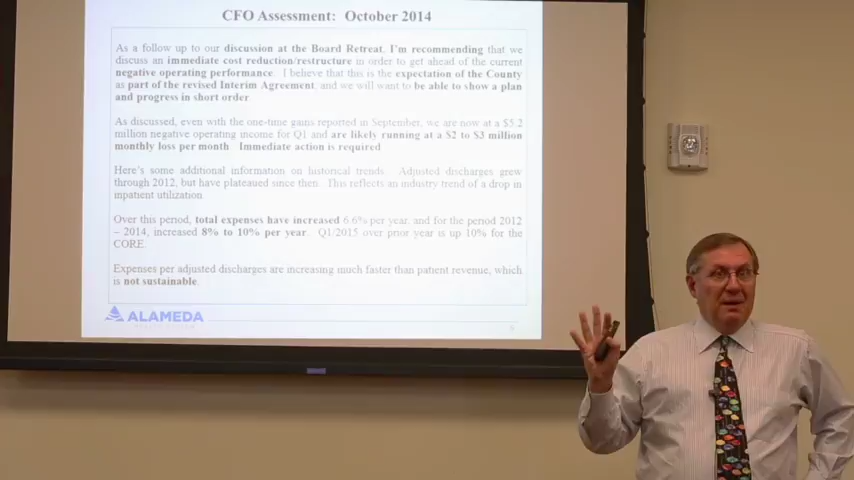 CFO Assessment: October 2014
As a follow up to our discussion at the Board Retreat, I'm recommending that we
discuss an immediate cost reduction/restructure in order to get ahead of the current
negative operating performance. I believe that this is the expectation of the County
as part of the revised Interim Agreement, and we will want to be able to show a plan
and progress in short order.
As discussed, even with the one-time gains reported in September, we are now at a $5.2
million negative operating income for Q1 and are likely running at a $2 to $3 million
monthly loss per month. Immediate action is required
Here's some additional information on historical trends. Adjusted discharges grew
through 2012, but have plateaued since then. This reflects an industry trend of a drop in
inpatient utilization.
Over this period, total expenses have increased 6.6% per year, and for the period 2012
– 2014, increased 8% to 10% per year. Q1/2015 over prior year is up 10% for the
CORE.
Expenses per adjusted discharges are increasing much faster than patient revenue, which
is not sustainable.
ALAMEDA